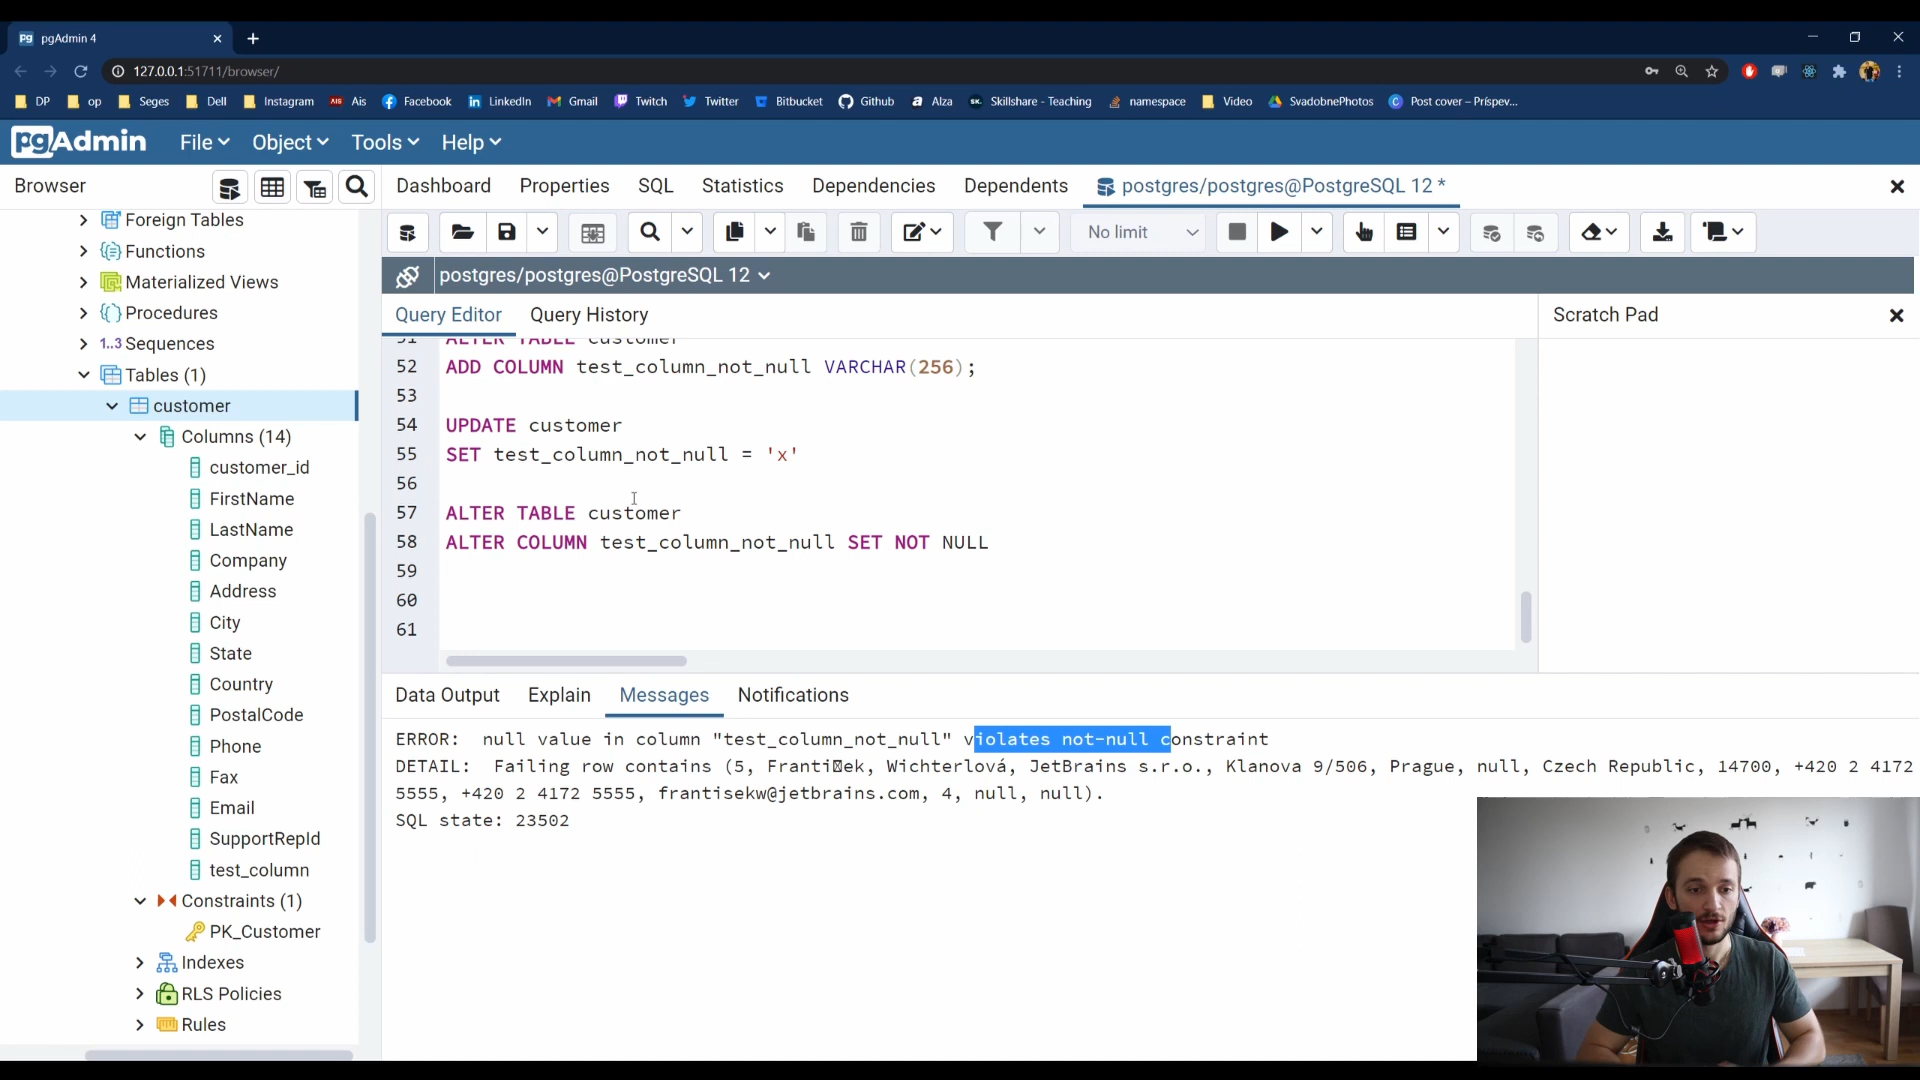 pgAdmin 4
127.0.0.1:51711/browser/
DP
op
Seges
Dell
Instagram
Ais
Facebook
LinkedIn
Gmail
Twitch
Twitter
Bitbucket
Github
Alza
Skillshare - Teaching
namespace
Video
SvadobnePhotos
Post cover – Príspev...
pgAdmin
File
Object
Tools
Help
Browser
Dashboard
Properties
SQL
Statistics
Dependencies
Dependents
postgres/postgres@PostgreSQL 12 *
No limit
postgres/postgres@PostgreSQL 12
Query Editor
Query History
Scratch Pad
Foreign Tables
Functions
Materialized Views
Procedures
1..3 Sequences
Tables (1)
customer
Columns (14)
customer_id
FirstName
LastName
Company
Address
City
State
Country
PostalCode
Phone
Fax
Email
SupportRepId
test_column
Constraints (1)
PK_Customer
Indexes
RLS Policies
Rules
51 ALTER TABLE customer
52 ADD COLUMN test_column_not_null VARCHAR(256);
53
54 UPDATE customer
55 SET test_column_not_null = 'x'
56
57 ALTER TABLE customer
58 ALTER COLUMN test_column_not_null SET NOT NULL
59
60
61
Data Output
Explain
Messages
Notifications
ERROR: null value in column "test_column_not_null" violates not-null constraint
DETAIL: Failing row contains (5, Franti�ek, Wichterlová, JetBrains s.r.o., Klanova 9/506, Prague, null, Czech Republic, 14700, +420 2 4172
5555, +420 2 4172 5555, frantisekw@jetbrains.com, 4, null, null).
SQL state: 23502